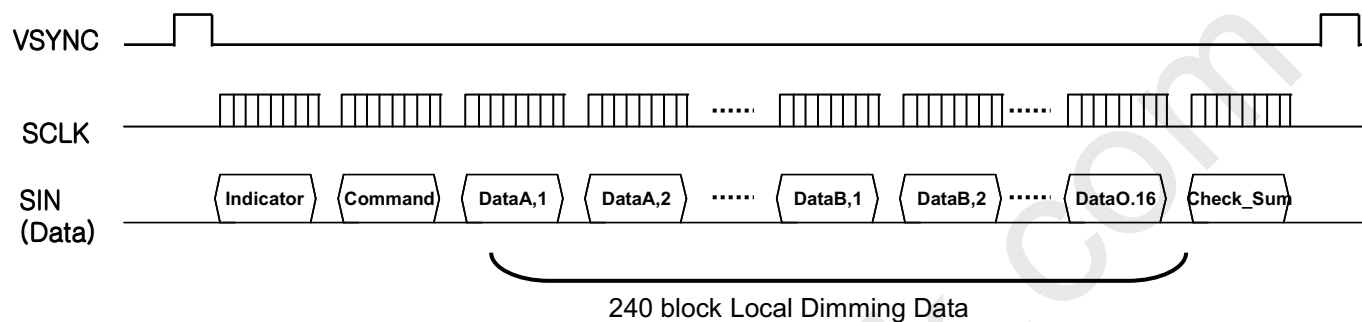 VSYNC
SCLK
SIN
(Data)
Indicator Command DataA,1 DataA,2 ...... DataB,1 DataB,2 ...... DataO.16 Check_Sum
240 block Local Dimming Data
com